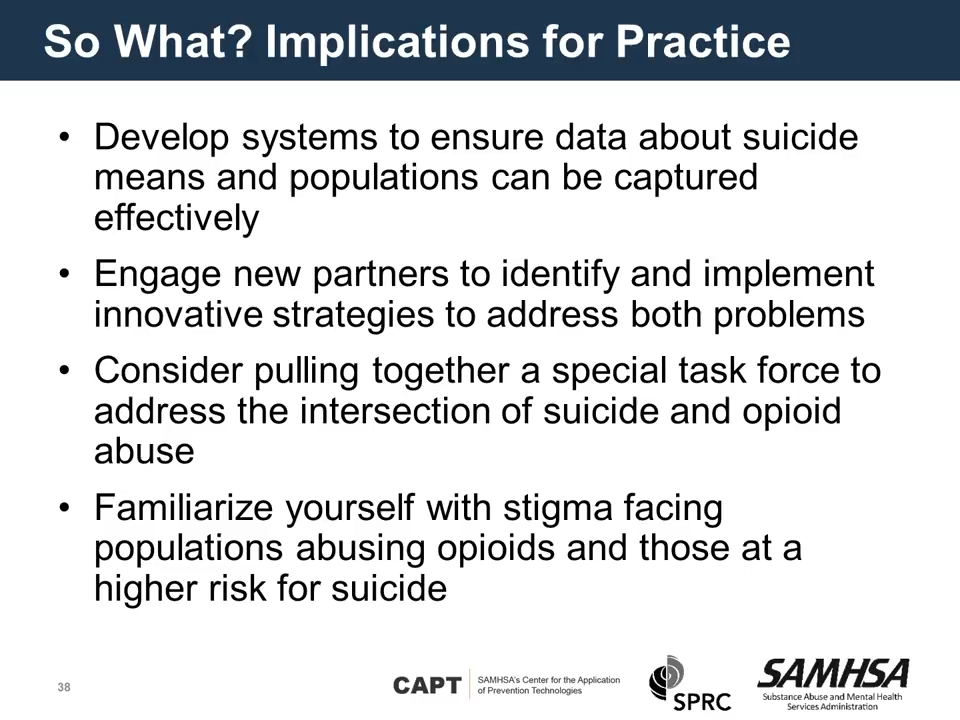 So What? Implications for Practice
• Develop systems to ensure data about suicide
means and populations can be captured
effectively
• Engage new partners to identify and implement
innovative strategies to address both problems
• Consider pulling together a special task force to
address the intersection of suicide and opioid
abuse
• Familiarize yourself with stigma facing
populations abusing opioids and those at a
higher risk for suicide
38
CAPT
SAMHSA's Center for the Application
of Prevention Technologies
SPRC
SAMHSA
Substance Abuse and Mental Health
Services Administration